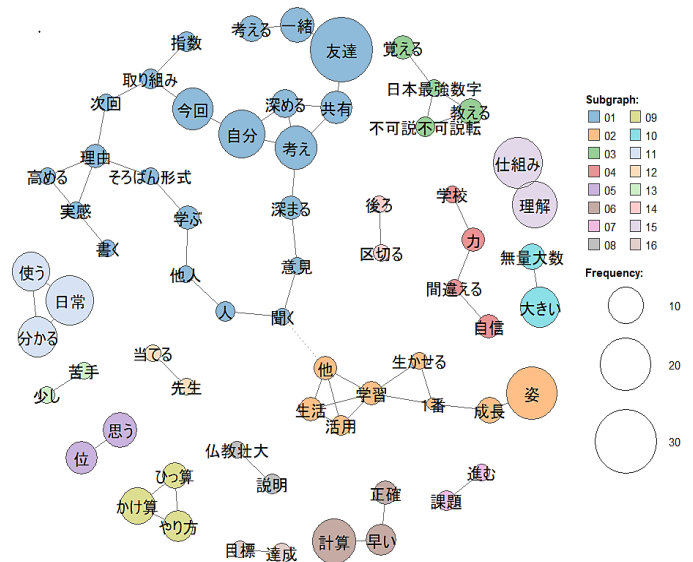 指数
考える
一緒
友達
覚える
取り組み
次回
今回
深める
共有
日本最強数字
教える
自分
考え
不可説不可説転
理由
高める
そろばん形式
仕組み
理解
実感
学ぶ
深まる
後ろ
学校
書く
区切る
力
無量大数
使う
他人
意見
日常
間違える
大きい
分かる
人
聞く
自信
当てる
苦手
少し
先生
他
生かせる
学習
生活
1番
活用
成長
姿
思う
位
仏教壮大
説明
ひっ算
かけ算
やり方
進む
正確
課題
目標
達成
計算
早い
Subgraph:
01 09
02 10
03 11
04 12
05 13
06 14
07 15
08 16
Frequency:
10
20
30